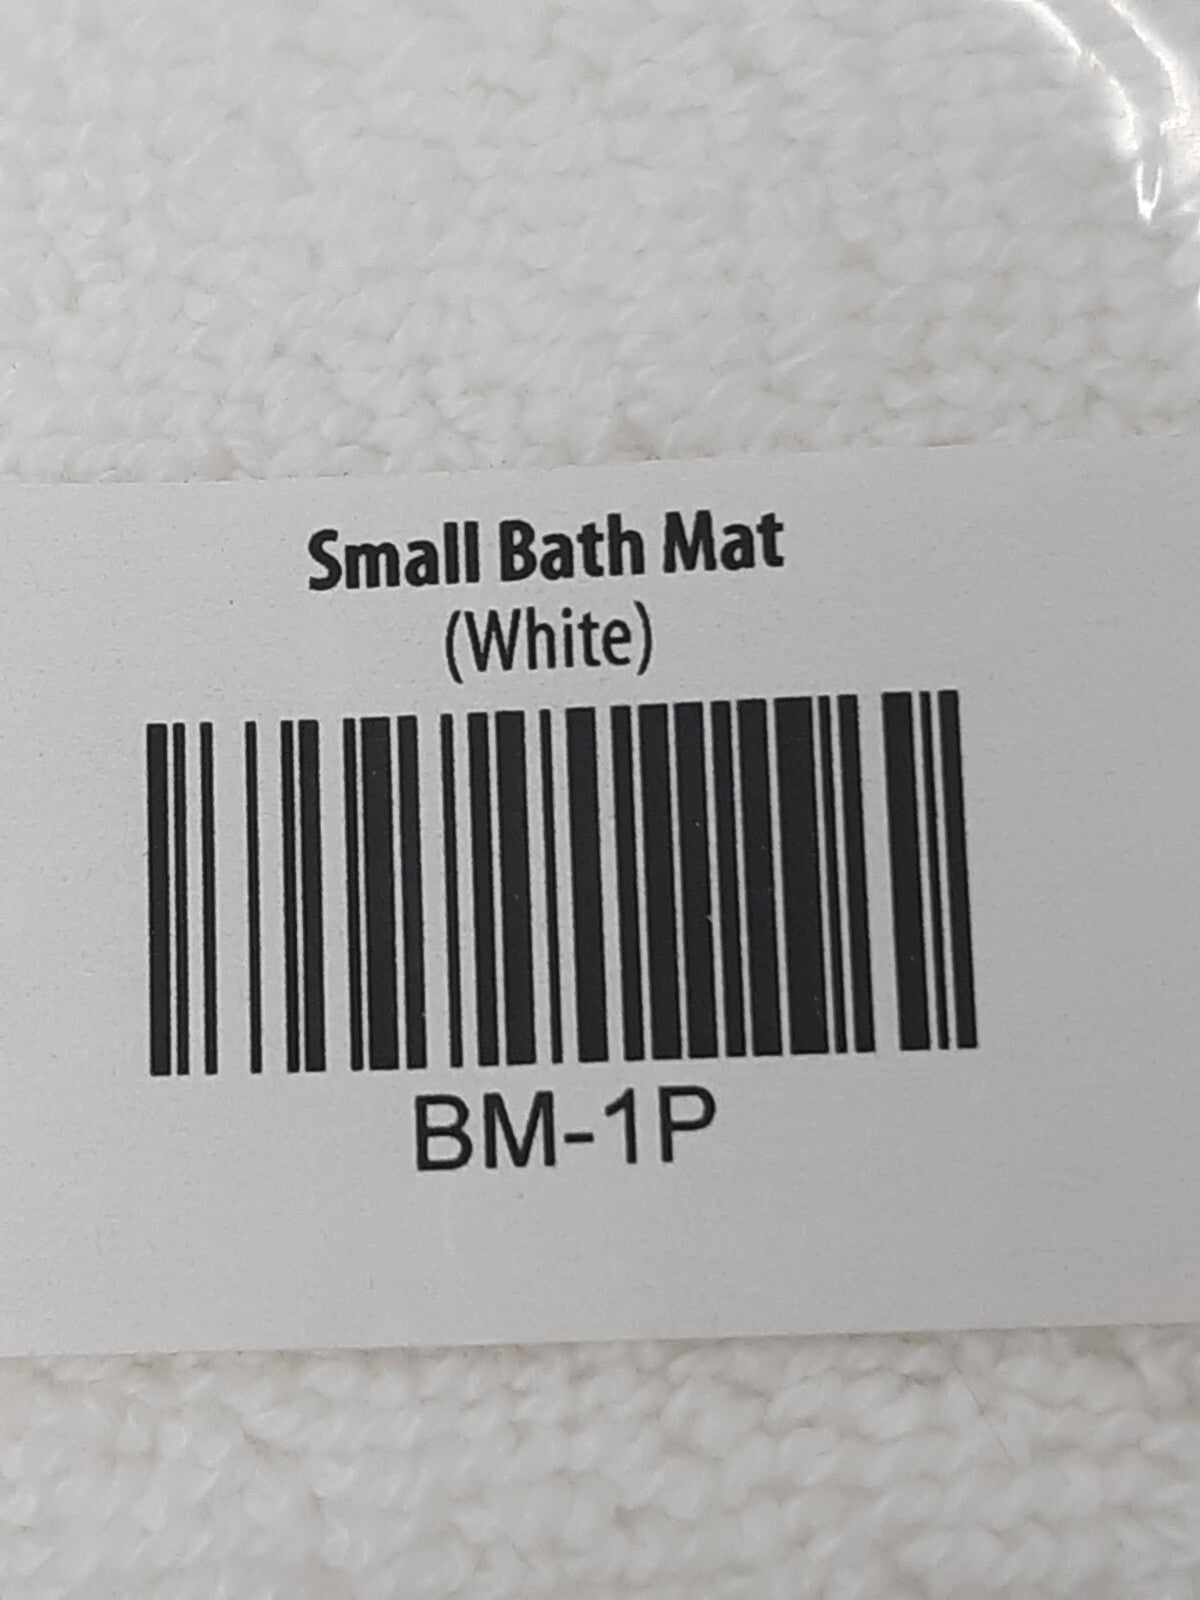 Small Bath Mat
(White)
BM-1P